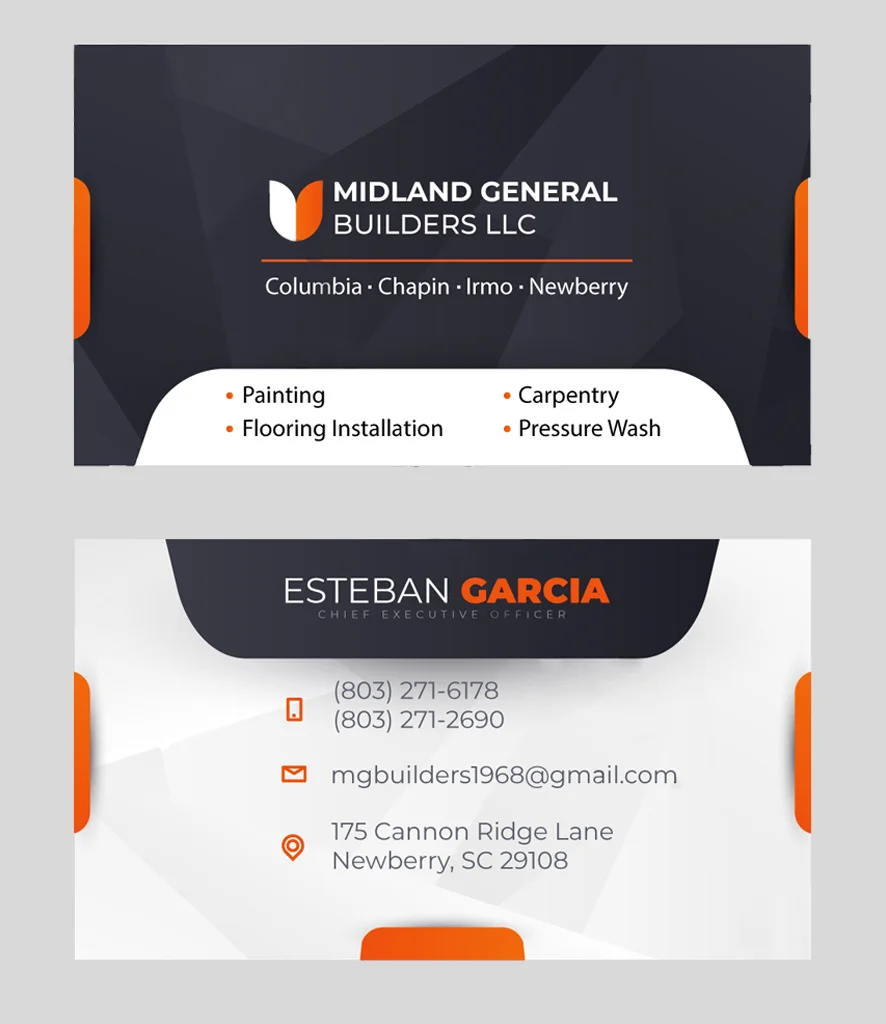 MIDLAND GENERAL
BUILDERS LLC
Columbia · Chapin · Irmo · Newberry
• Painting
• Flooring Installation
• Carpentry
• Pressure Wash
ESTEBAN GARCIA
CHIEF EXECUTIVE OFFICER
(803) 271-6178
(803) 271-2690
mgbuilders1968@gmail.com
175 Cannon Ridge Lane
Newberry, SC 29108